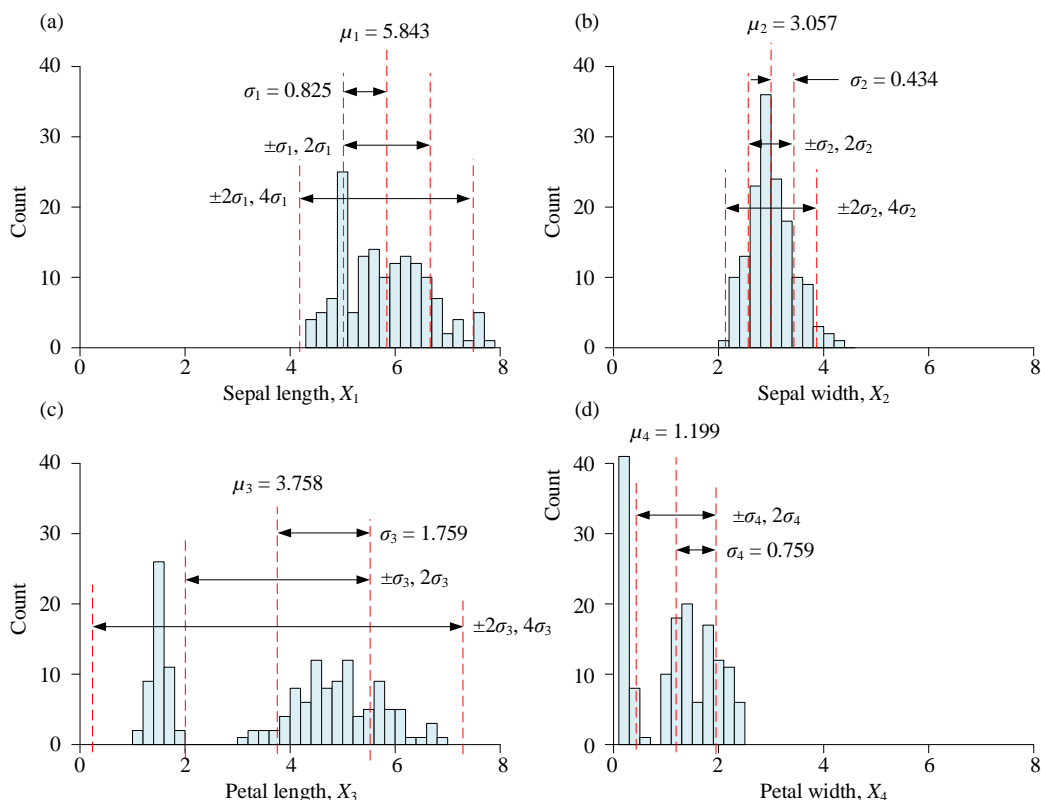 (a)
μ1 = 5.843
40
σ1 = 0.825
30
±σ1, 2σ1
±2σ1, 4σ1
20
Count
10
0
0 2 4 6 8
Sepal length, X1
(b)
μ2 = 3.057
40
σ2 = 0.434
30
±σ2, 2σ2
±2σ2, 4σ2
20
Count
10
0
0 2 4 6 8
Sepal width, X2
(c)
40
μ3 = 3.758
σ3 = 1.759
30
±σ3, 2σ3
±2σ3, 4σ3
20
Count
10
0
0 2 4 6 8
Petal length, X3
(d)
μ4 = 1.199
40
±σ4, 2σ4
σ4 = 0.759
30
20
Count
10
0
0 2 4 6 8
Petal width, X4